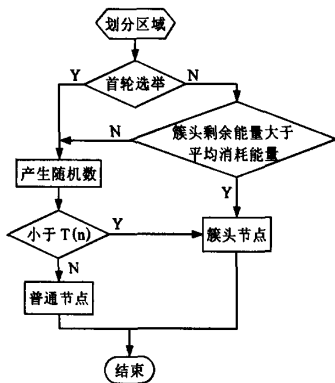 划分区域
首轮选举
Y
N
簇头剩余能量大于
平均消耗能量
N
Y
产生随机数
小于 T(n)
Y
N
簇头节点
普通节点
结束